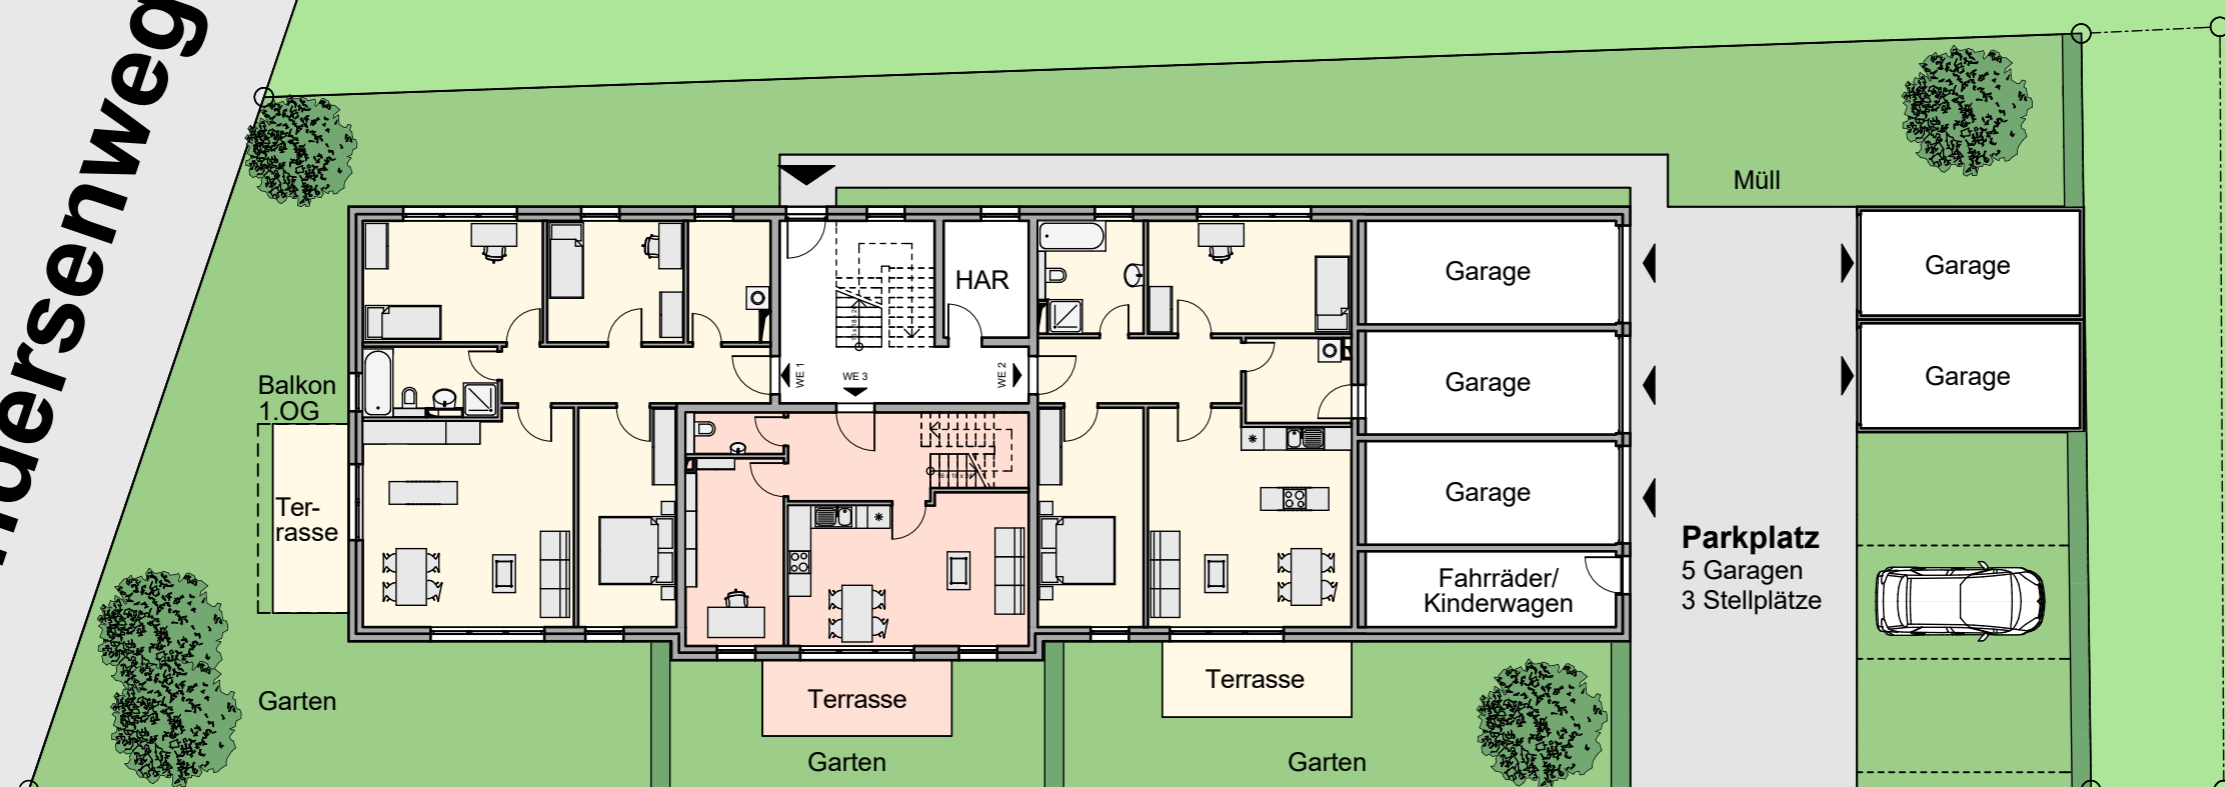 ndersenweg
Müll
HAR
Garage
Garage
WE 1
WE 3
WE 2
Garage
Garage
Balkon
1.OG
Ter-
rasse
Garage
Parkplatz
5 Garagen
3 Stellplätze
Fahrräder/
Kinderwagen
Terrasse
Terrasse
Garten
Garten
Garten